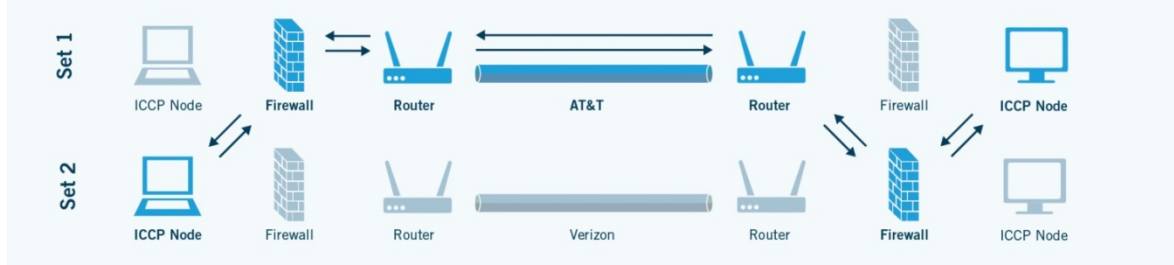 Set 1
ICCP Node
Firewall
Router
AT&T
Router
Firewall
ICCP Node
Set 2
ICCP Node
Firewall
Router
Verizon
Router
Firewall
ICCP Node